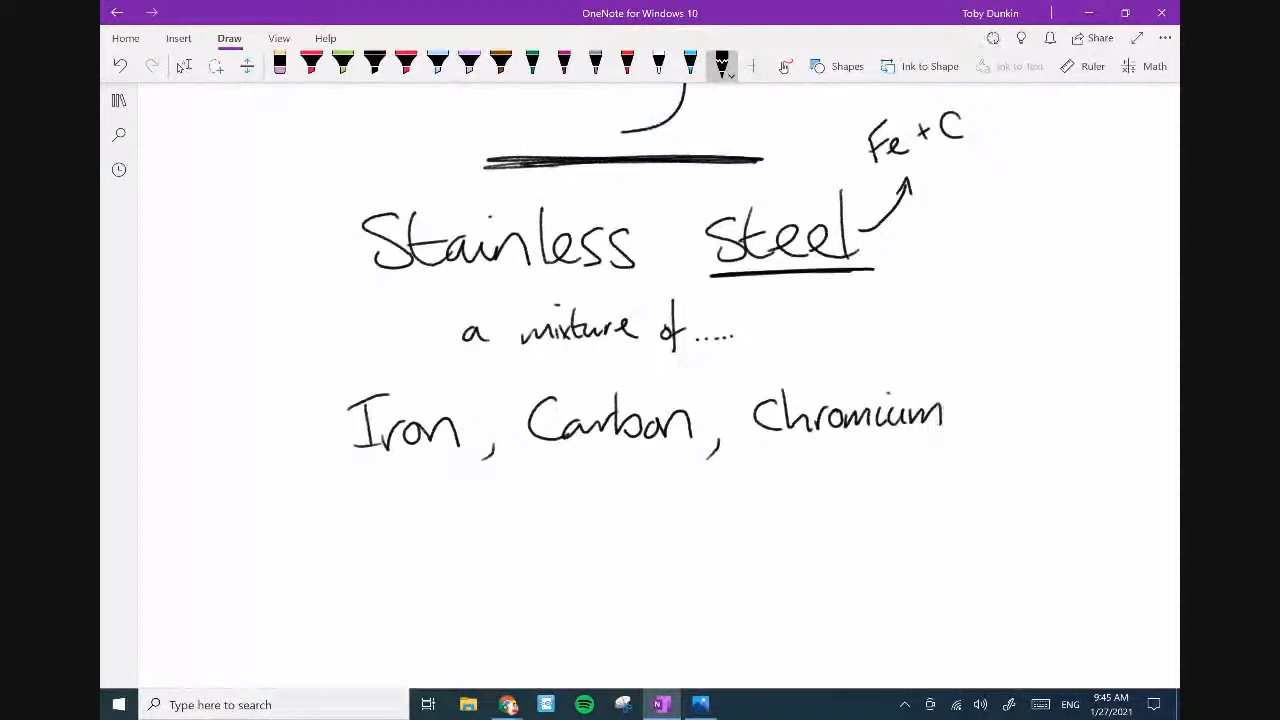 OneNote for Windows 10
Toby Dunkin
Home Insert Draw View Help
Share
Shapes
Ink to Shape
Ink to Text
Ruler
Math
Fe + C
Stainless Steel
a mixture of.....
Iron, Carbon, Chromium
Type here to search
ENG
9:45 AM
1/27/2021